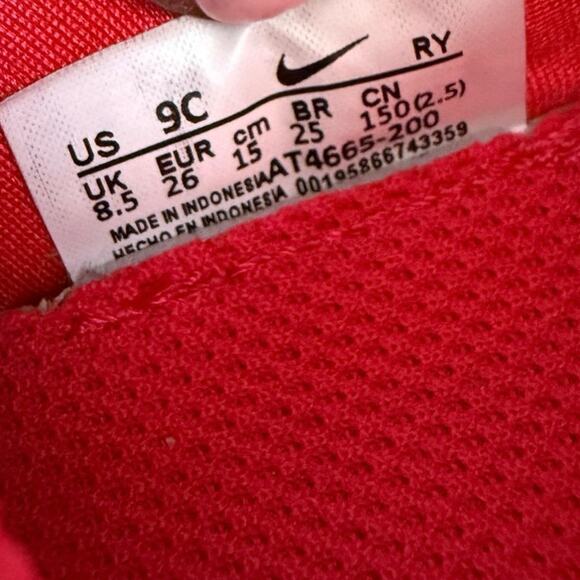 US 9C RY
UK EUR cm BR CN
8.5 26 15 25 150(2.5)
MADE IN INDONESIA AT4665-200
HECHO EN INDONESIA 00195866743359